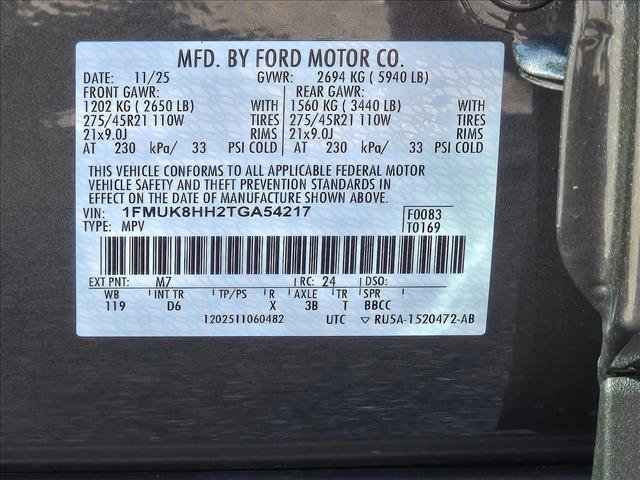 MFD. BY FORD MOTOR CO.
DATE: 11/25 GVWR: 2694 KG ( 5940 LB)
FRONT GAWR: REAR GAWR:
1202 KG ( 2650 LB) WITH 1560 KG ( 3440 LB) WITH
275/45R21 110W TIRES 275/45R21 110W TIRES
21x9.0J RIMS 21x9.0J RIMS
AT 230 kPa/ 33 PSI COLD AT 230 kPa/ 33 PSI COLD
THIS VEHICLE CONFORMS TO ALL APPLICABLE FEDERAL MOTOR
VEHICLE SAFETY AND THEFT PREVENTION STANDARDS IN
EFFECT ON THE DATE OF MANUFACTURE SHOWN ABOVE.
VIN: 1FMUK8HH2TGA54217 F0083
TYPE: MPV T0169
EXT PNT: M7 RC: 24 DSO:
WB INT TR TP/PS R AXLE TR SPR
119 D6 X 3B T BBCC
1202511060482 UTC ▽ RU5A-1520472-AB